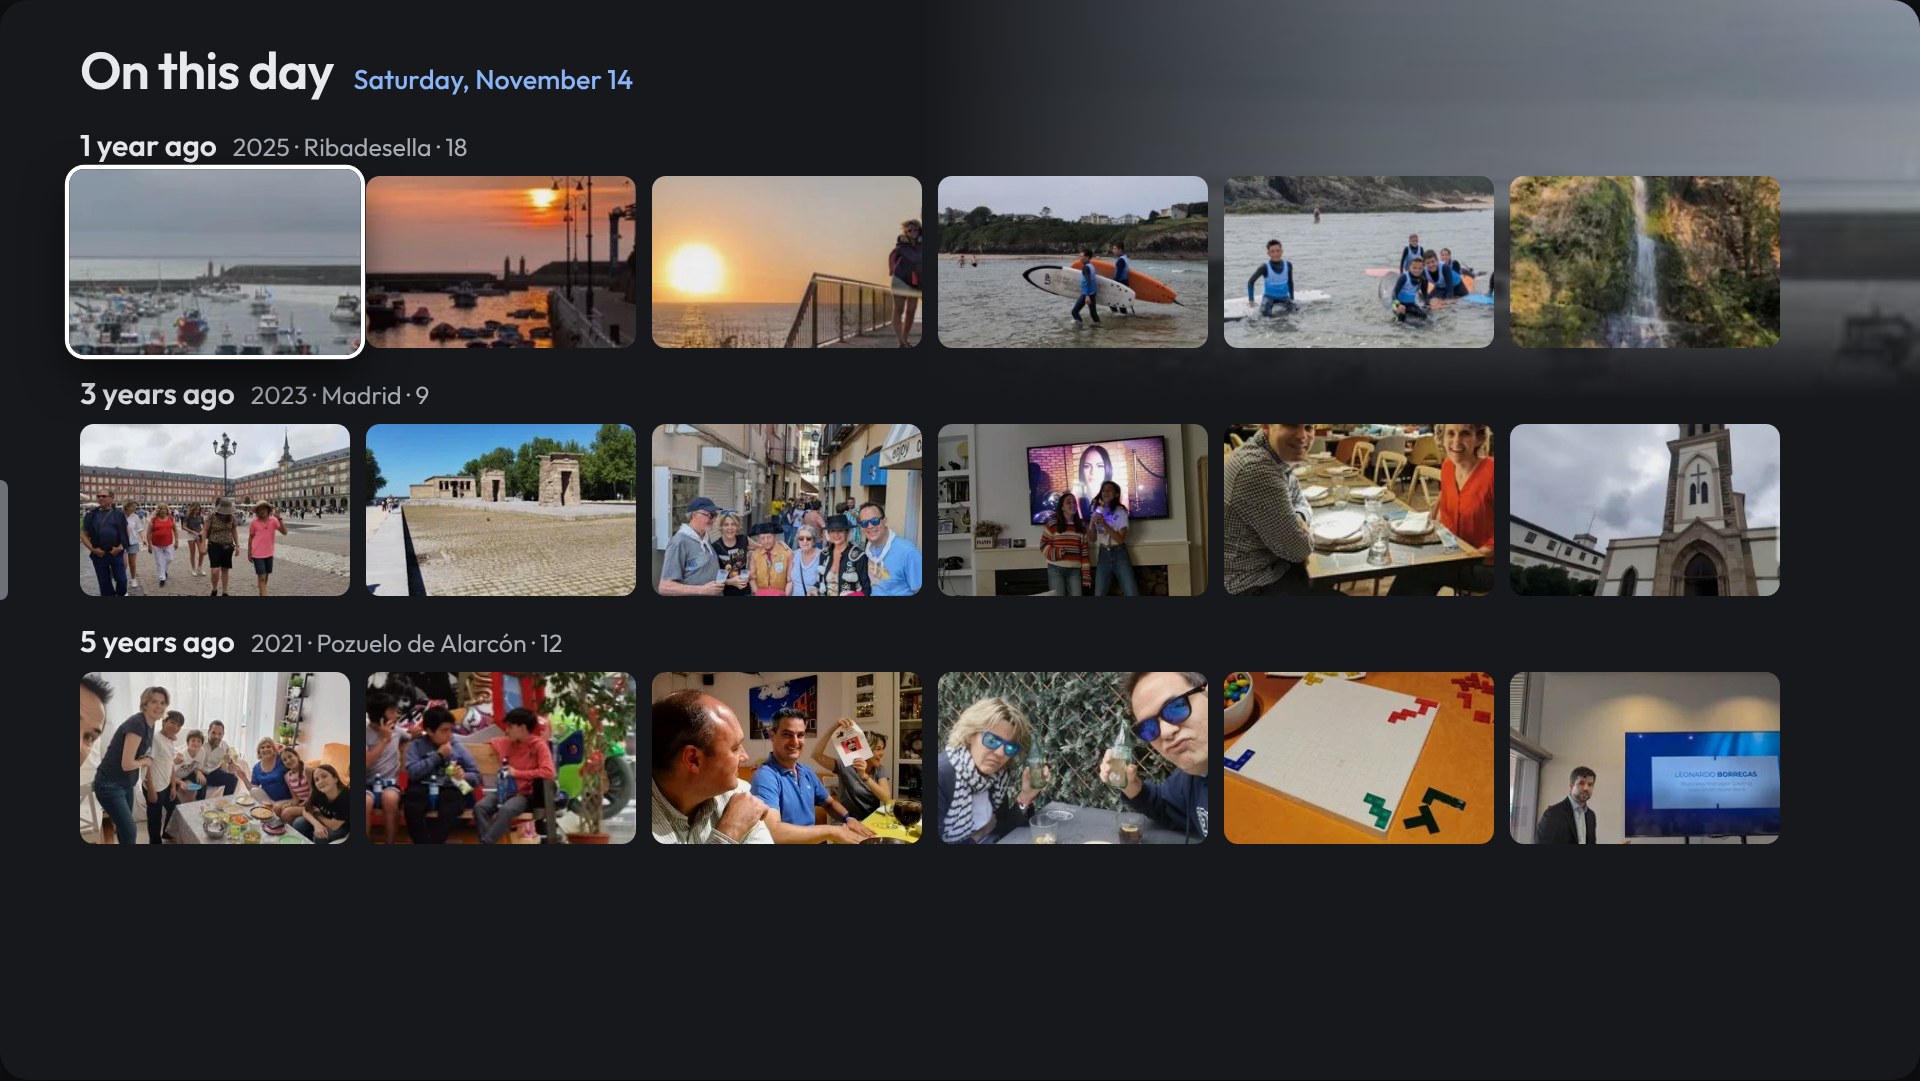 On this day Saturday, November 14
1 year ago 2025 · Ribadesella · 18
3 years ago 2023 · Madrid · 9
enjoy
5 years ago 2021 · Pozuelo de Alarcón · 12
LEONARDO BORREGAS